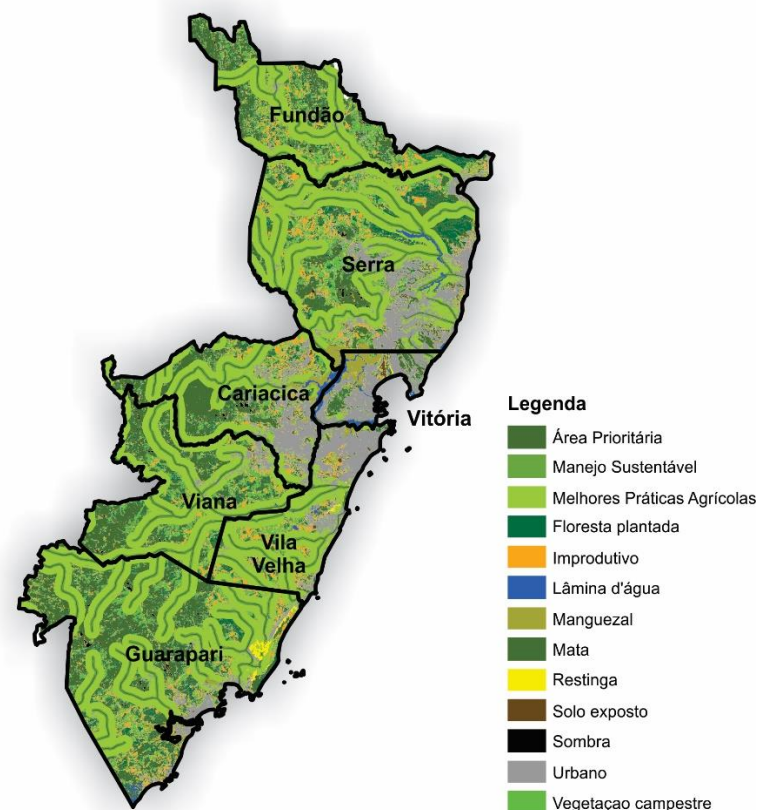 Fundão
Serra
Cariacica
Vitória
Viana
Vila
Velha
Guarapari
Legenda
Área Prioritária
Manejo Sustentável
Melhores Práticas Agrícolas
Floresta plantada
Improdutivo
Lâmina d'água
Manguezal
Mata
Restinga
Solo exposto
Sombra
Urbano
Vegetaçao campestre